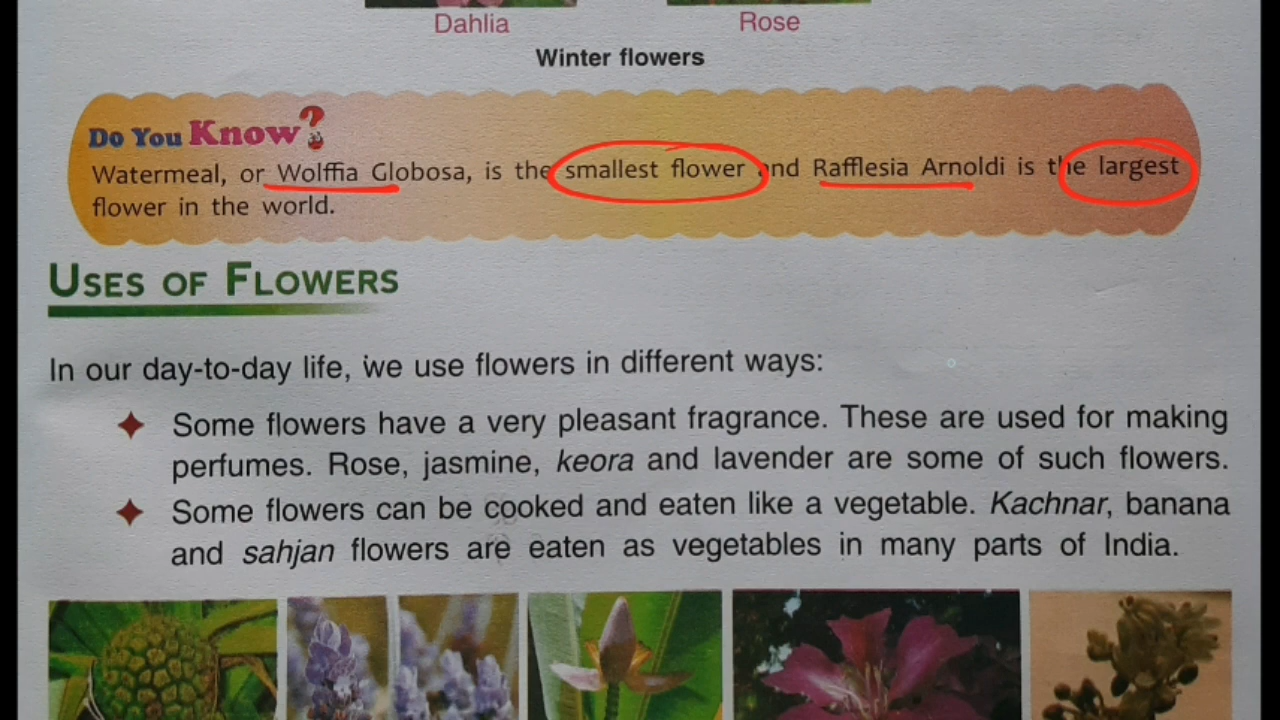 Dahlia Rose
Winter flowers
Do You Know?
Watermeal, or Wolffia Globosa, is the smallest flower and Rafflesia Arnoldi is the largest
flower in the world.
USES OF FLOWERS
In our day-to-day life, we use flowers in different ways:
Some flowers have a very pleasant fragrance. These are used for making
perfumes. Rose, jasmine, keora and lavender are some of such flowers.
Some flowers can be cooked and eaten like a vegetable. Kachnar, banana
and sahjan flowers are eaten as vegetables in many parts of India.